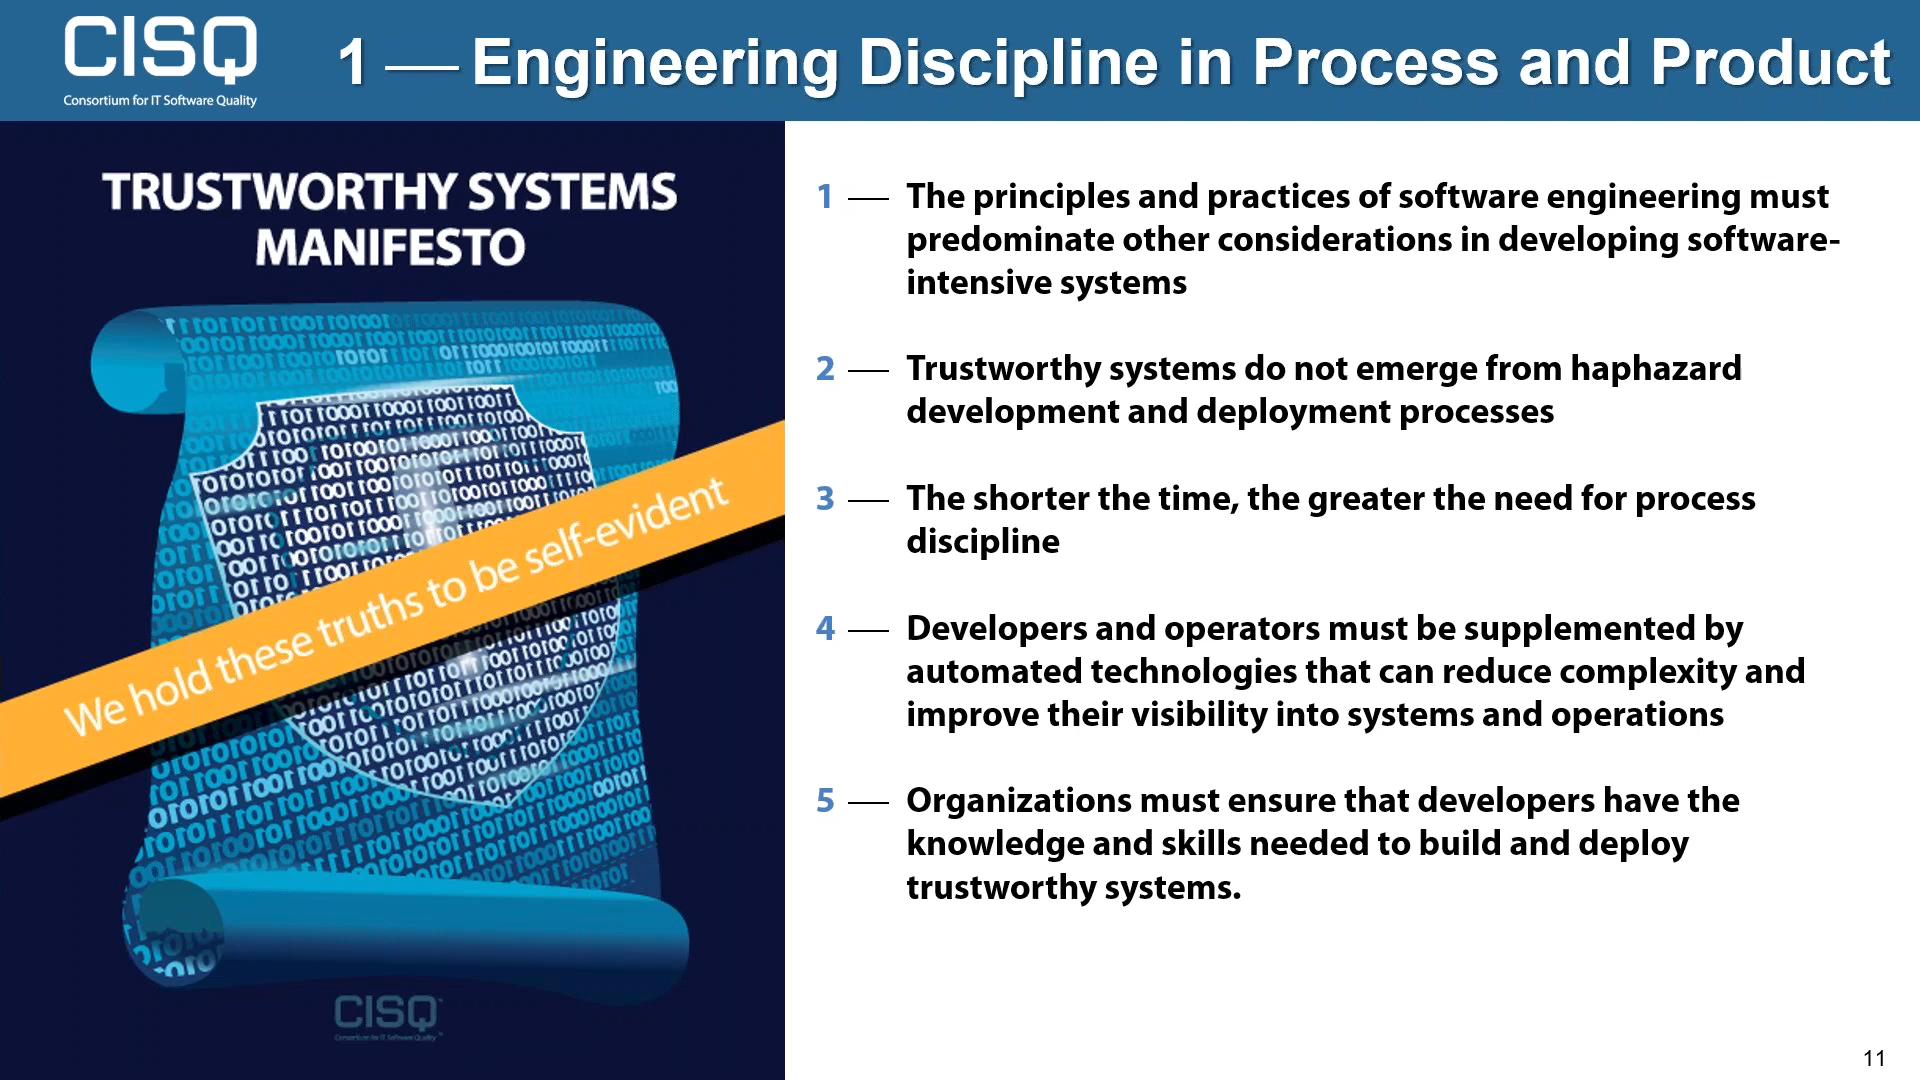 CISQ
Consortium for IT Software Quality
1 — Engineering Discipline in Process and Product
TRUSTWORTHY SYSTEMS
MANIFESTO
We hold these truths to be self-evident
CISQ
Consortium for IT Software Quality
1 — The principles and practices of software engineering must
predominate other considerations in developing software-
intensive systems
2 — Trustworthy systems do not emerge from haphazard
development and deployment processes
3 — The shorter the time, the greater the need for process
discipline
4 — Developers and operators must be supplemented by
automated technologies that can reduce complexity and
improve their visibility into systems and operations
5 — Organizations must ensure that developers have the
knowledge and skills needed to build and deploy
trustworthy systems.
11